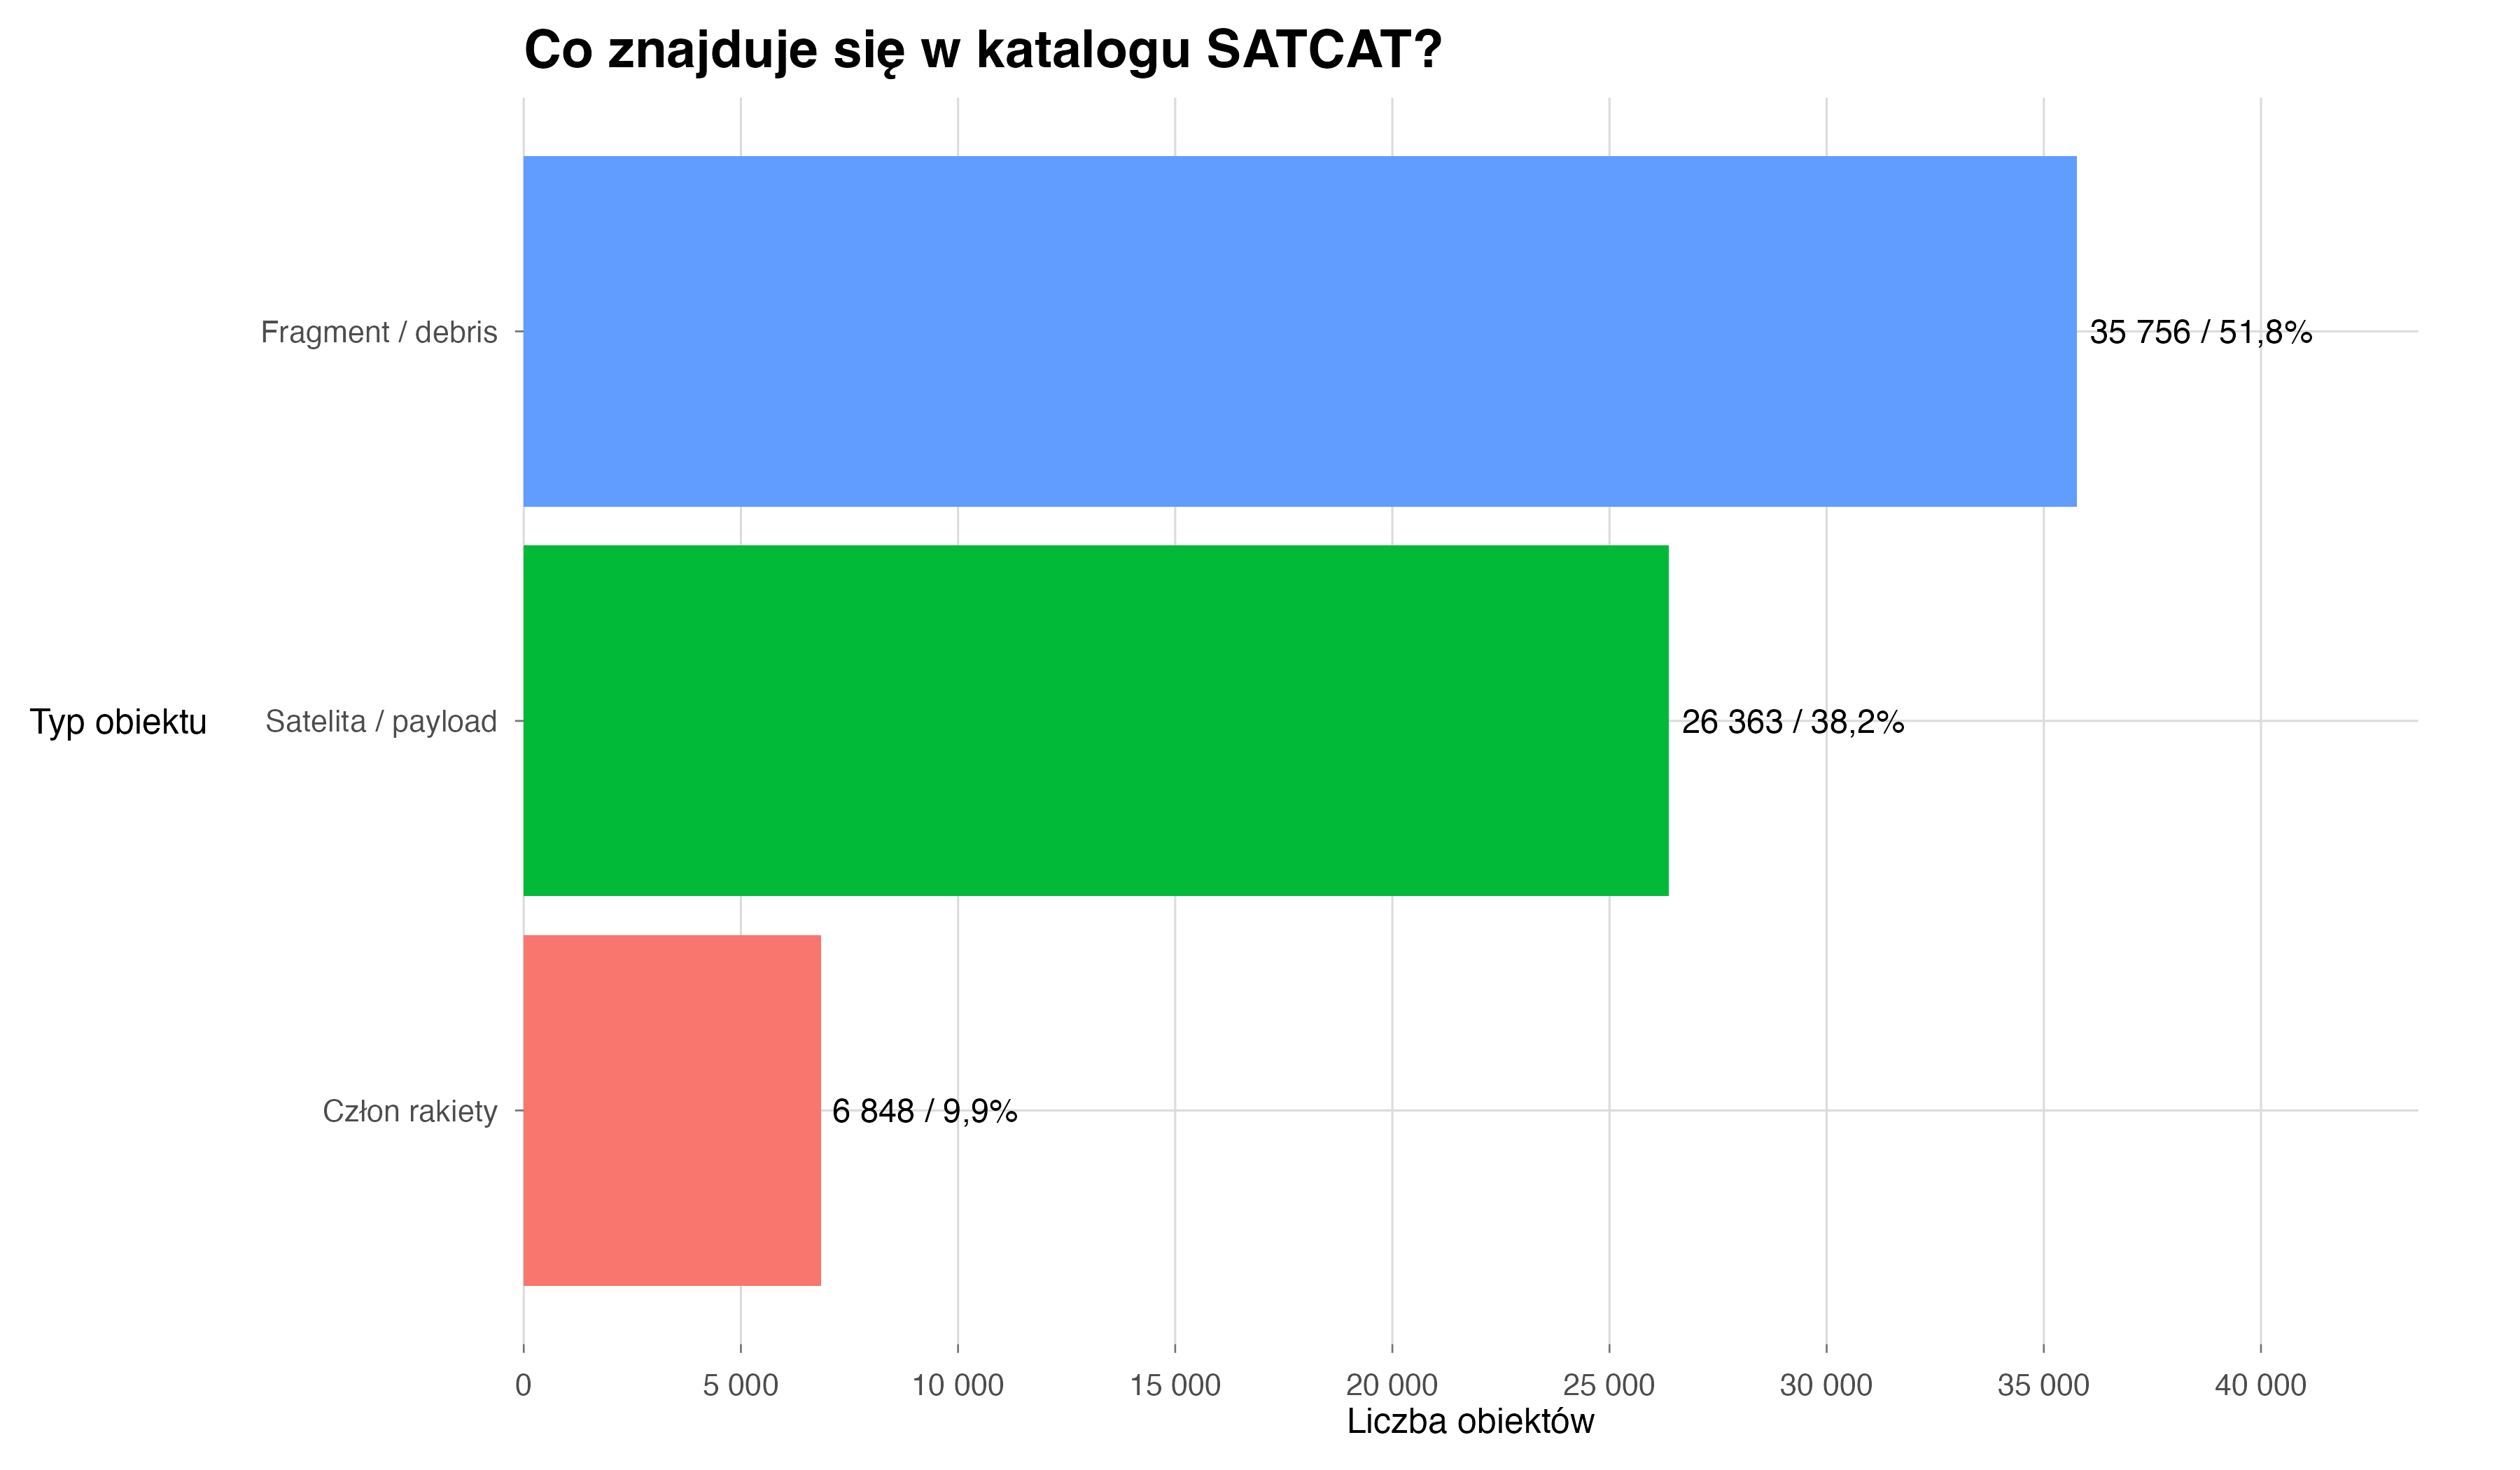 Co znajduje się w katalogu SATCAT?
Fragment / debris
35 756 / 51,8%
Typ obiektu
Satelita / payload
26 363 / 38,2%
Człon rakiety
6 848 / 9,9%
0
5 000
10 000
15 000
20 000
25 000
30 000
35 000
40 000
Liczba obiektów